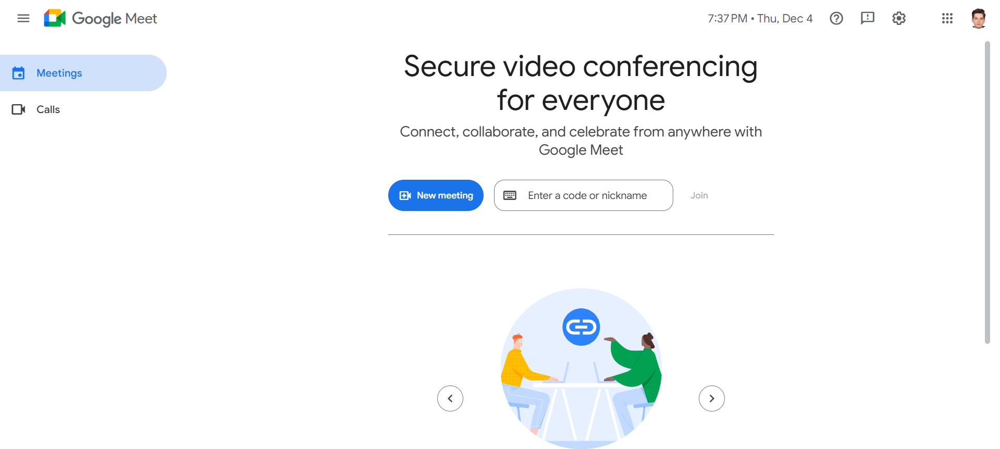 Google Meet
7:37 PM • Thu, Dec 4
Meetings
Calls
Secure video conferencing
for everyone
Connect, collaborate, and celebrate from anywhere with
Google Meet
New meeting
Enter a code or nickname
Join